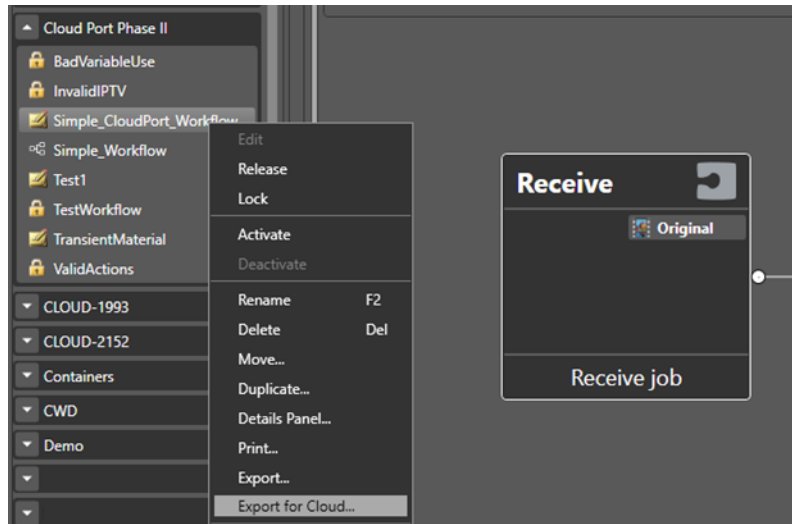 Cloud Port Phase II
BadVariableUse
InvalidIPTV
Simple_CloudPort_Workflow
Simple_Workflow
Test1
TestWorkflow
TransientMaterial
ValidActions
CLOUD-1993
CLOUD-2152
Containers
CWD
Demo
Edit
Release
Lock
Activate
Deactivate
Rename F2
Delete Del
Move...
Duplicate...
Details Panel...
Print...
Export...
Export for Cloud...
Receive
Original
Receive job